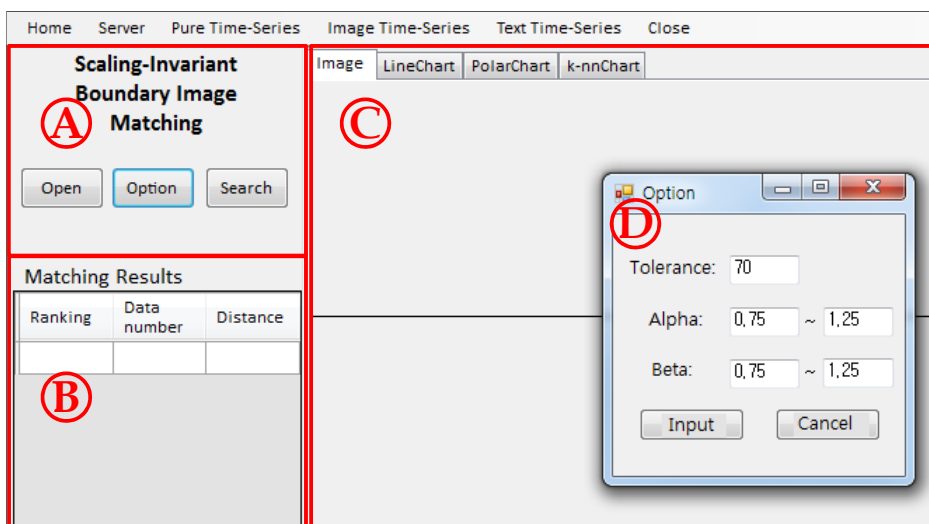 Home Server Pure Time-Series Image Time-Series Text Time-Series Close
Scaling-Invariant
Boundary Image
Matching
A
Open Option Search
Matching Results
Ranking Data number Distance
B
Image LineChart PolarChart k-nnChart
C
Option
D
Tolerance: 70
Alpha: 0,75 ~ 1,25
Beta: 0,75 ~ 1,25
Input Cancel